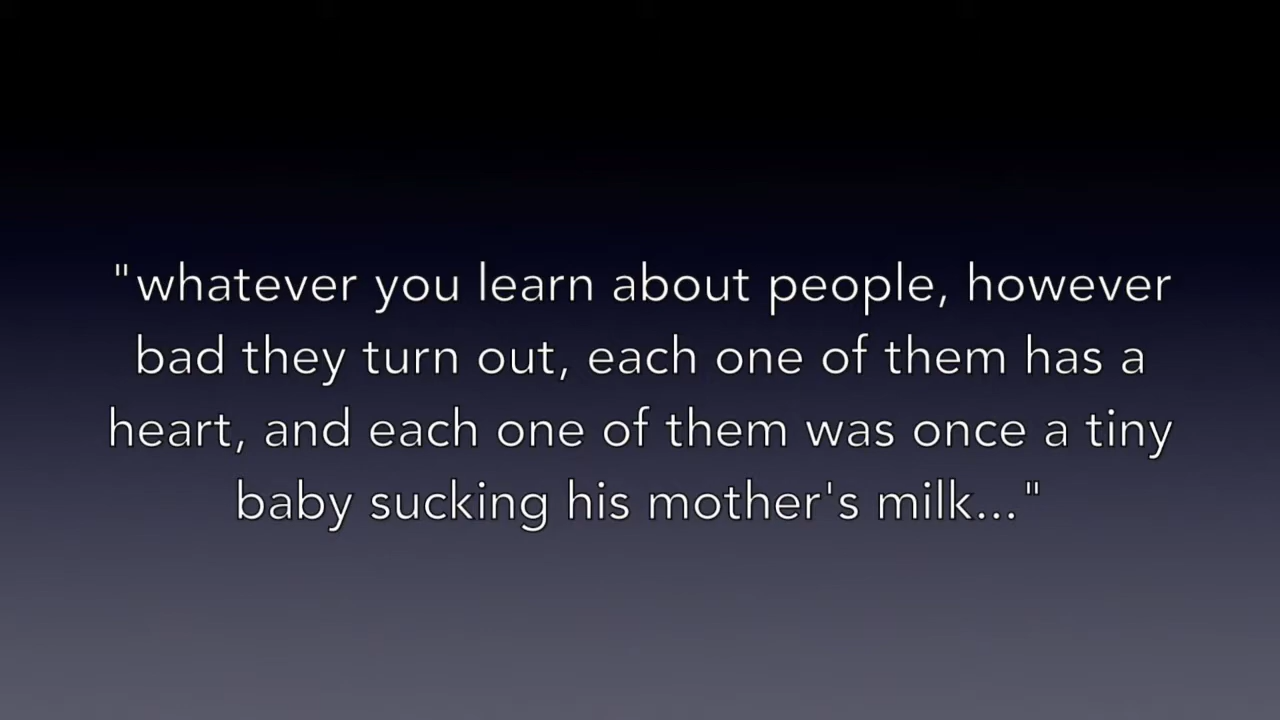 "whatever you learn about people, however
bad they turn out, each one of them has a
heart, and each one of them was once a tiny
baby sucking his mother's milk..."